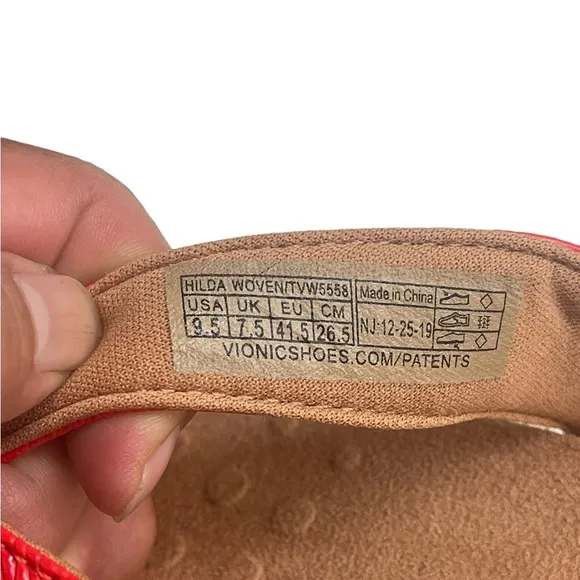 HILDA WOVEN/TVW5558
USA UK EU CM
9.5 7.5 41.5 26.5
Made in China
NJ:12-25-19
VIONICSHOES.COM/PATENTS